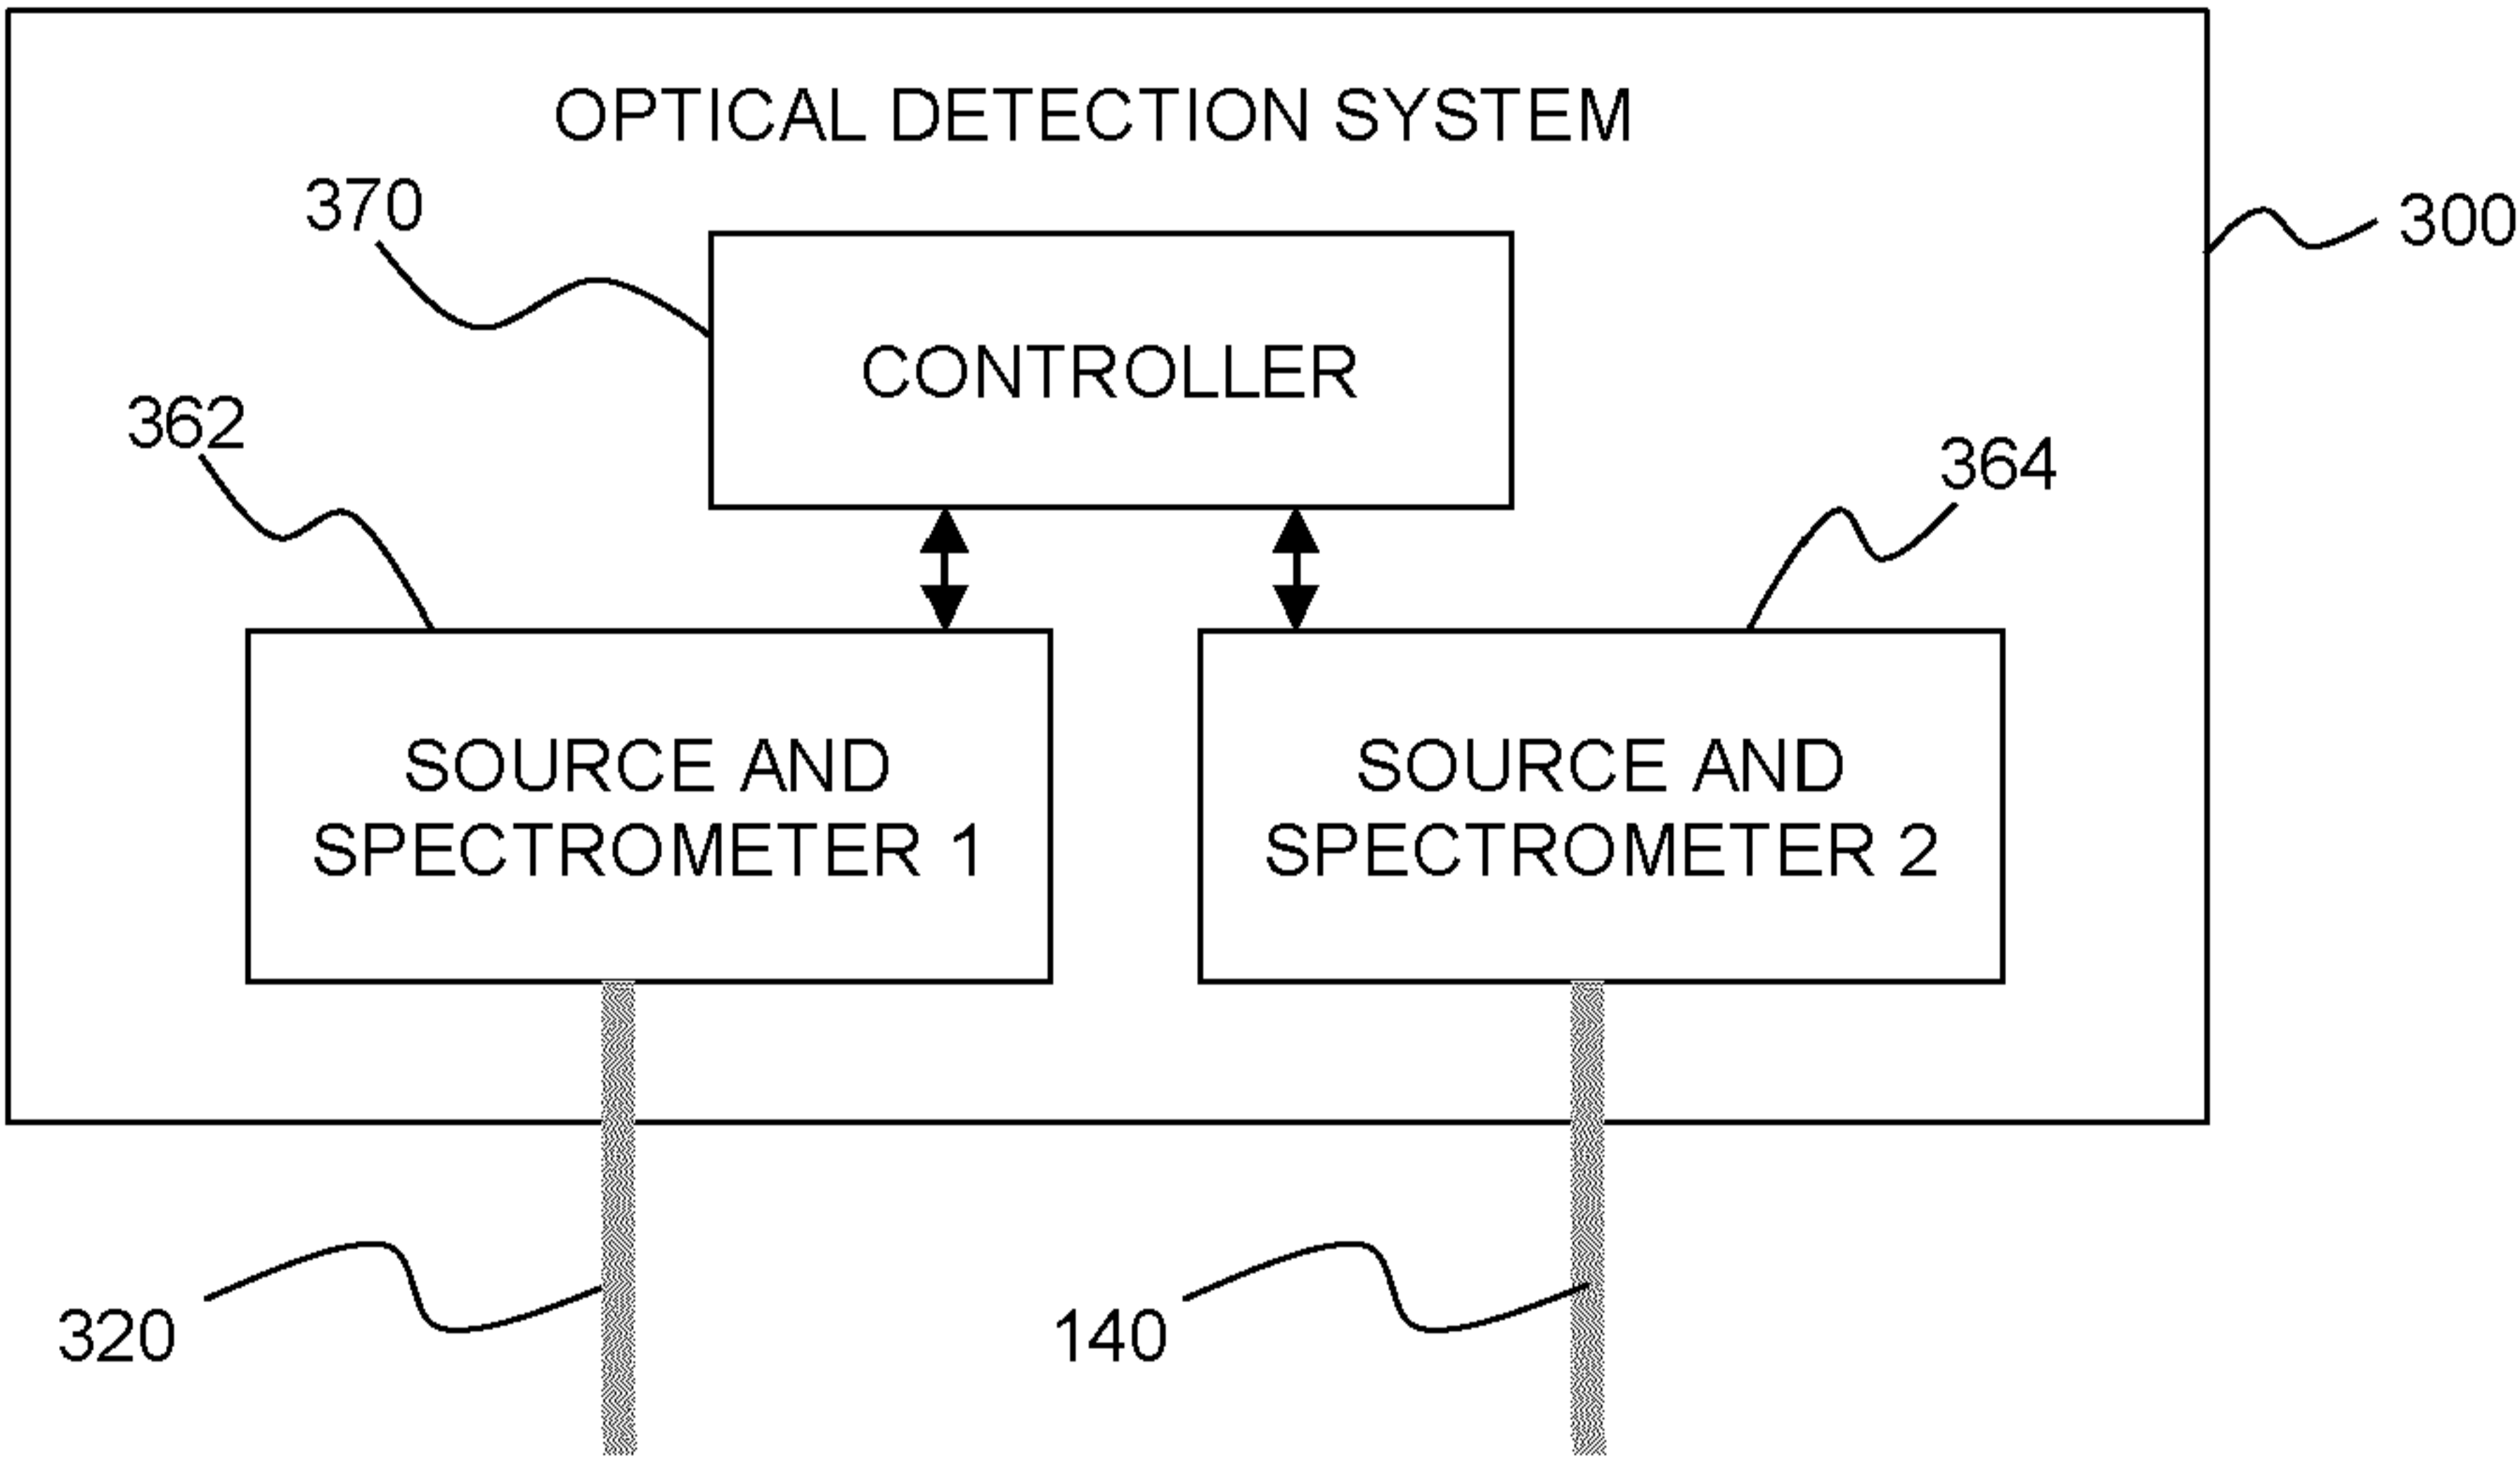 OPTICAL DETECTION SYSTEM
370
300
CONTROLLER
362
364
SOURCE AND
SPECTROMETER 1
SOURCE AND
SPECTROMETER 2
320
140